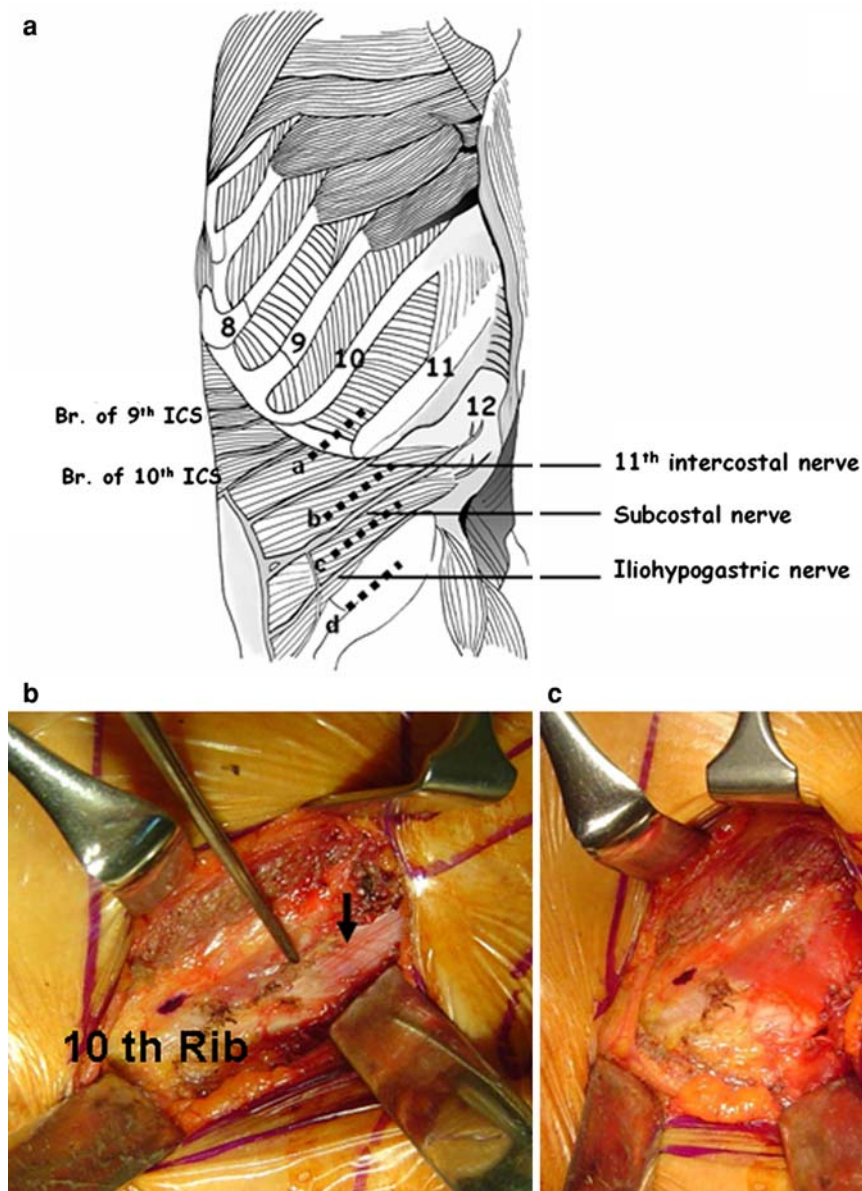 a
8
9
10
11
12
Br. of 9th ICS
a
Br. of 10th ICS
11th intercostal nerve
b
Subcostal nerve
c
Iliohypogastric nerve
d
b
c
10 th Rib